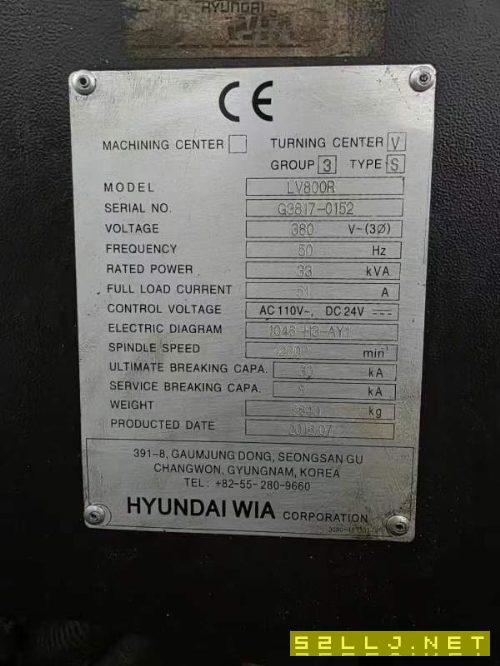 HYUNDAI
CE
MACHINING CENTER TURNING CENTER V
GROUP 3 TYPE S
MODEL LV800R
SERIAL NO. G3817-0152
VOLTAGE 380 V~(3Ø)
FREQUENCY Hz
RATED POWER 33 kVA
FULL LOAD CURRENT A
CONTROL VOLTAGE AC 110V~, DC 24V
ELECTRIC DIAGRAM
SPINDLE SPEED min
ULTIMATE BREAKING CAPA. kA
SERVICE BREAKING CAPA. kA
WEIGHT kg
PRODUCTED DATE
391-8, GAUMJUNG DONG, SEONGSAN GU
CHANGWON, GYUNGNAM, KOREA
TEL: +82-55-280-9660
HYUNDAI WIA CORPORATION
52LLJ.NET